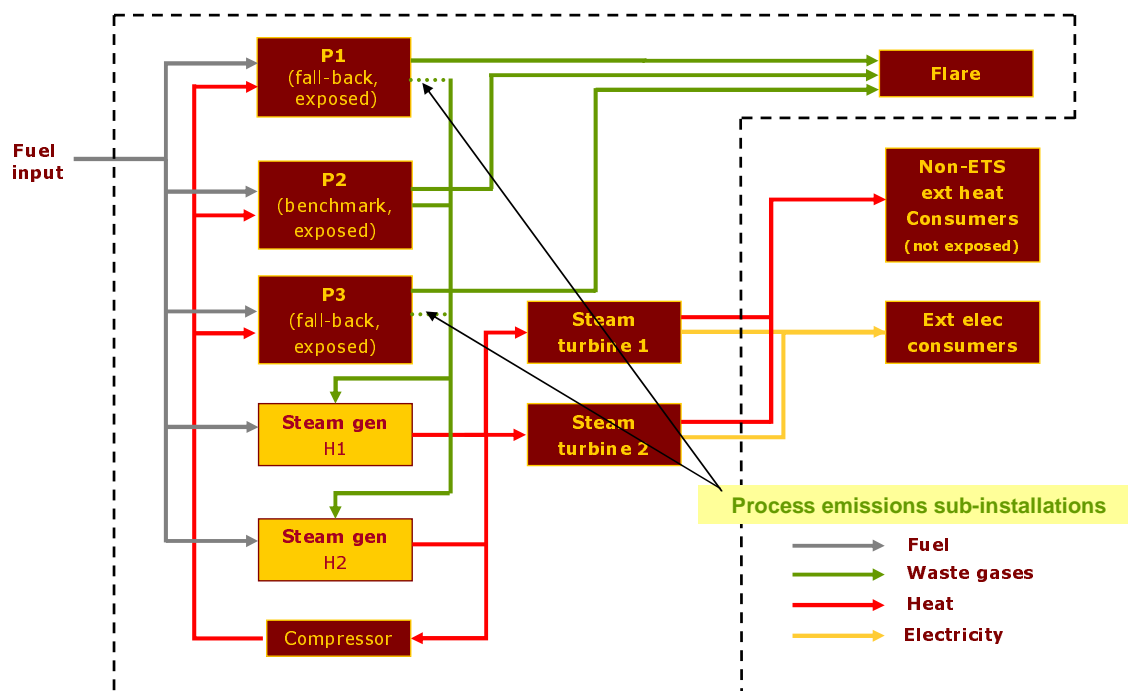 P1
(fall-back,
exposed)
Flare
Fuel
input
P2
(benchmark,
exposed)
Non-ETS
ext heat
Consumers
(not exposed)
P3
(fall-back,
exposed)
Steam
turbine 1
Ext elec
consumers
Steam gen
H1
Steam
turbine 2
Process emissions sub-installations
Steam gen
H2
Fuel
Waste gases
Heat
Electricity
Compressor